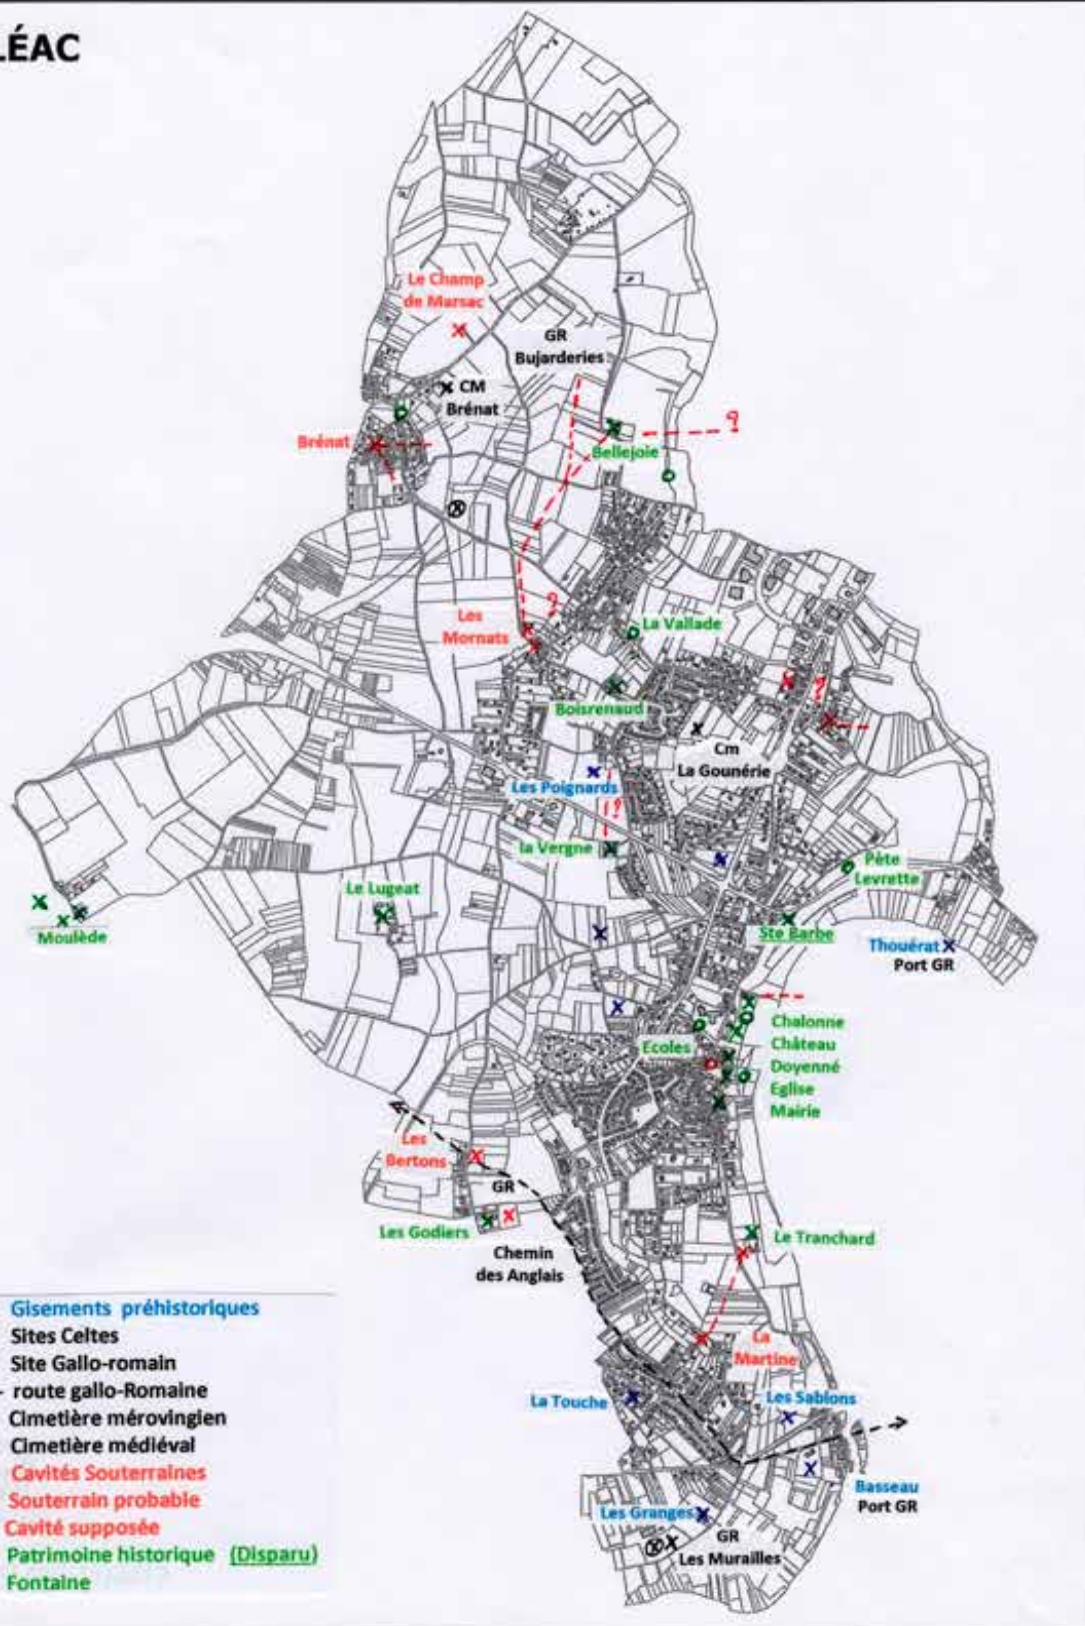 LÉAC
Le Champ
de Marsac
GR
Bujarderies
CM
Brénat
Brénat
Bellejoie
?
Les
Mornats
?
La Vallade
Boisrenaud
?
Cm
La Gounérie
Les Poignards
?
la Vergne
Pète
Levrette
Le Lugeat
Moulède
Ste Barbe
Thouérat
Port GR
Ecoles
Chalonne
Château
Doyenné
Eglise
Mairie
Les
Bertons
GR
Les Godiers
Chemin
des Anglais
Le Tranchard
La
Martine
La Touche
Les Sablons
Basseau
Port GR
Les Granges
GR
Les Murailles
Gisements préhistoriques
Sites Celtes
Site Gallo-romain
- route gallo-Romaine
Cimetière mérovingien
Cimetière médiéval
Cavités Souterraines
Souterrain probable
Cavité supposée
Patrimoine historique (Disparu)
Fontaine